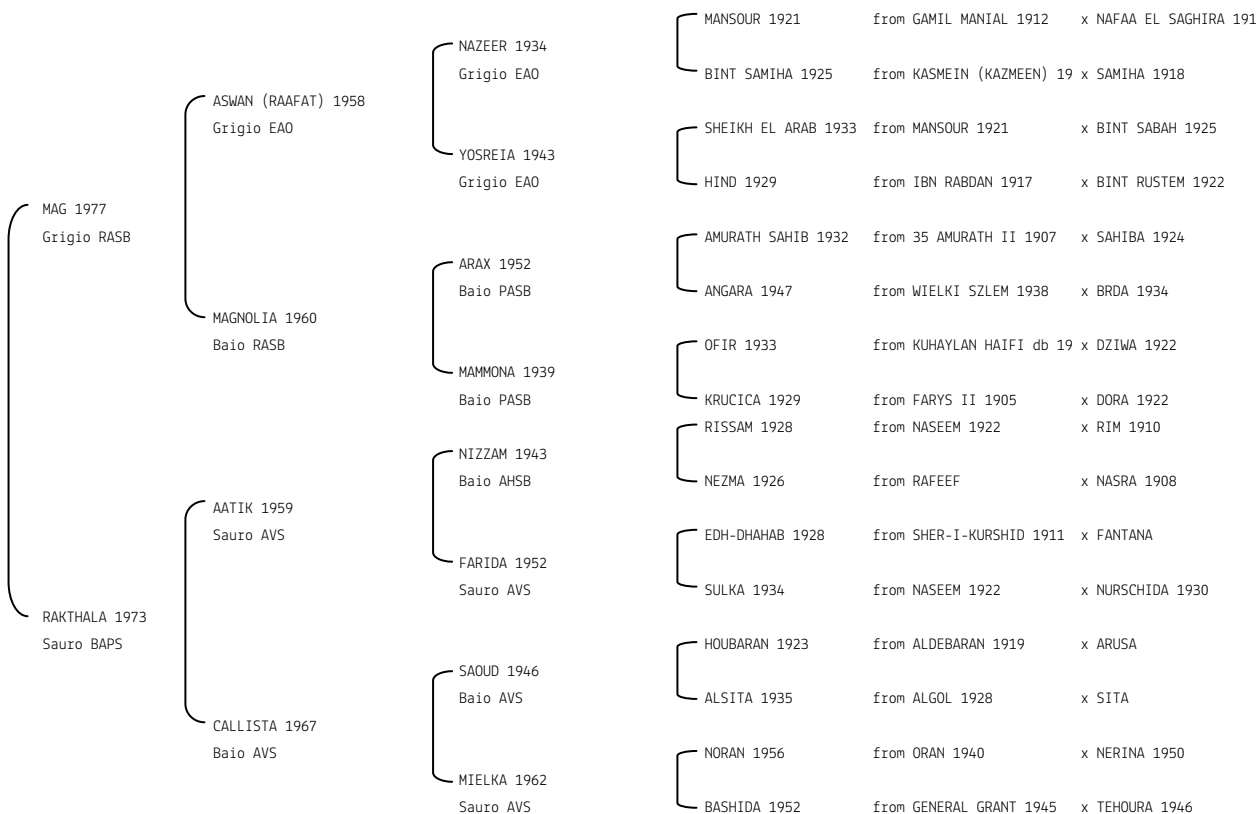 MANSOUR 1921 from GAMIL MANIAL 1912 x NAFAA EL SAGHIRA 191
NAZEER 1934
Grigio EAO
BINT SAMIHA 1925 from KASMEIN (KAZMEEN) 19 x SAMIHA 1918
ASWAN (RAAFAT) 1958
Grigio EAO
SHEIKH EL ARAB 1933 from MANSOUR 1921 x BINT SABAH 1925
YOSREIA 1943
Grigio EAO
HIND 1929 from IBN RABDAN 1917 x BINT RUSTEM 1922
MAG 1977
Grigio RASB
AMURATH SAHIB 1932 from 35 AMURATH II 1907 x SAHIBA 1924
ARAX 1952
Baio PASB
ANGARA 1947 from WIELKI SZLEM 1938 x BRDA 1934
MAGNOLIA 1960
Baio RASB
OFIR 1933 from KUHAYLAN HAIFI db 19 x DZIWA 1922
MAMMONA 1939
Baio PASB
KRUCICA 1929 from FARYS II 1905 x DORA 1922
RISSAM 1928 from NASEEM 1922 x RIM 1910
NIZZAM 1943
Baio AHSB
NEZMA 1926 from RAFEEF x NASRA 1908
AATIK 1959
Sauro AVS
EDH-DHAHAB 1928 from SHER-I-KURSHID 1911 x FANTANA
FARIDA 1952
Sauro AVS
SULKA 1934 from NASEEM 1922 x NURSCHIDA 1930
RAKTHALA 1973
Sauro BAPS
HOUBARAN 1923 from ALDEBARAN 1919 x ARUSA
SAOUD 1946
Baio AVS
ALSITA 1935 from ALGOL 1928 x SITA
CALLISTA 1967
Baio AVS
NORAN 1956 from ORAN 1940 x NERINA 1950
MIELKA 1962
Sauro AVS
BASHIDA 1952 from GENERAL GRANT 1945 x TEHOURA 1946